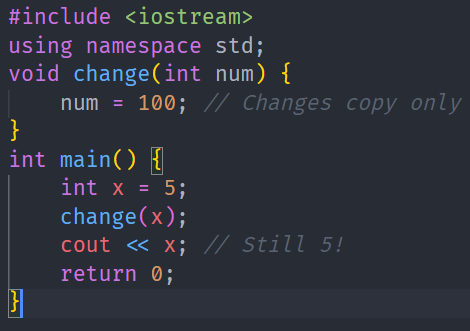 #include <iostream>
using namespace std;
void change(int num) {
    num = 100; // Changes copy only
}
int main() {
    int x = 5;
    change(x);
    cout << x; // Still 5!
    return 0;
}